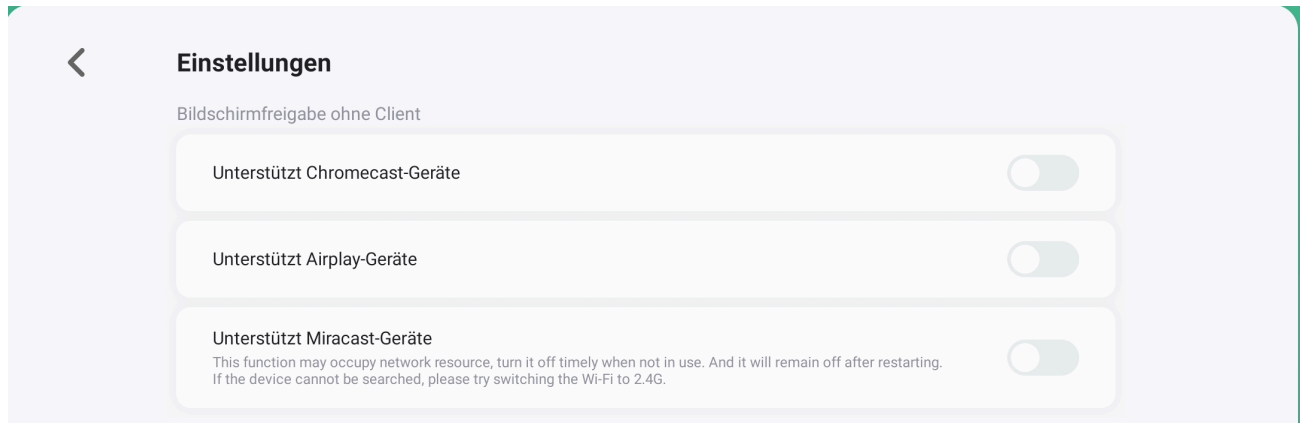 Einstellungen
Bildschirmfreigabe ohne Client
Unterstützt Chromecast-Geräte
Unterstützt Airplay-Geräte
Unterstützt Miracast-Geräte
This function may occupy network resource, turn it off timely when not in use. And it will remain off after restarting.
If the device cannot be searched, please try switching the Wi-Fi to 2.4G.